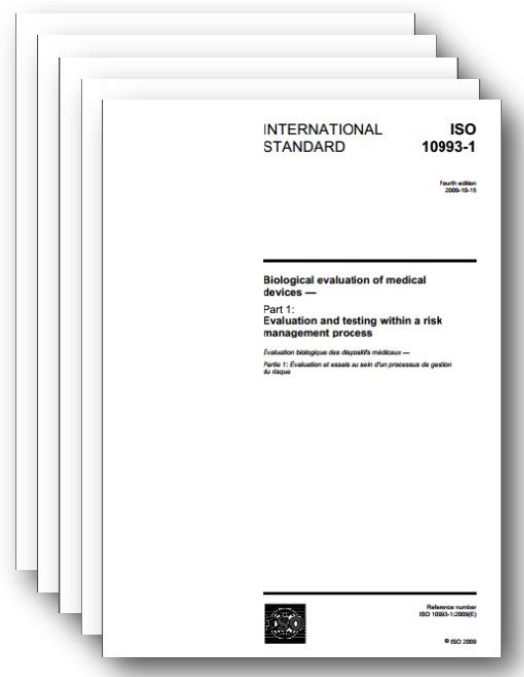 INTERNATIONAL STANDARD
ISO 10993-1
Fourth edition
2009-10-15
Biological evaluation of medical
devices —
Part 1:
Evaluation and testing within a risk
management process
Évaluation biologique des dispositifs médicaux —
Partie 1: Évaluation et essais au sein d'un processus de gestion
du risque
Reference number
ISO 10993-1:2009(E)
© ISO 2009